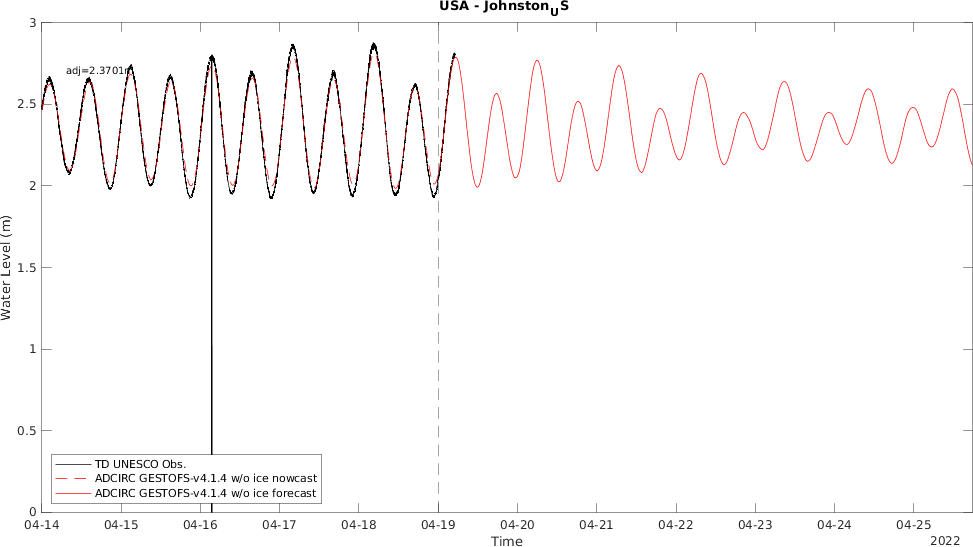 USA - Johnston_US
3
adj=2.3701m
2.5
2
1.5
1
0.5
0
Water Level (m)
TD UNESCO Obs.
ADCIRC GESTOFS-v4.1.4 w/o ice nowcast
ADCIRC GESTOFS-v4.1.4 w/o ice forecast
04-14 04-15 04-16 04-17 04-18 04-19 04-20 04-21 04-22 04-23 04-24 04-25
Time
2022